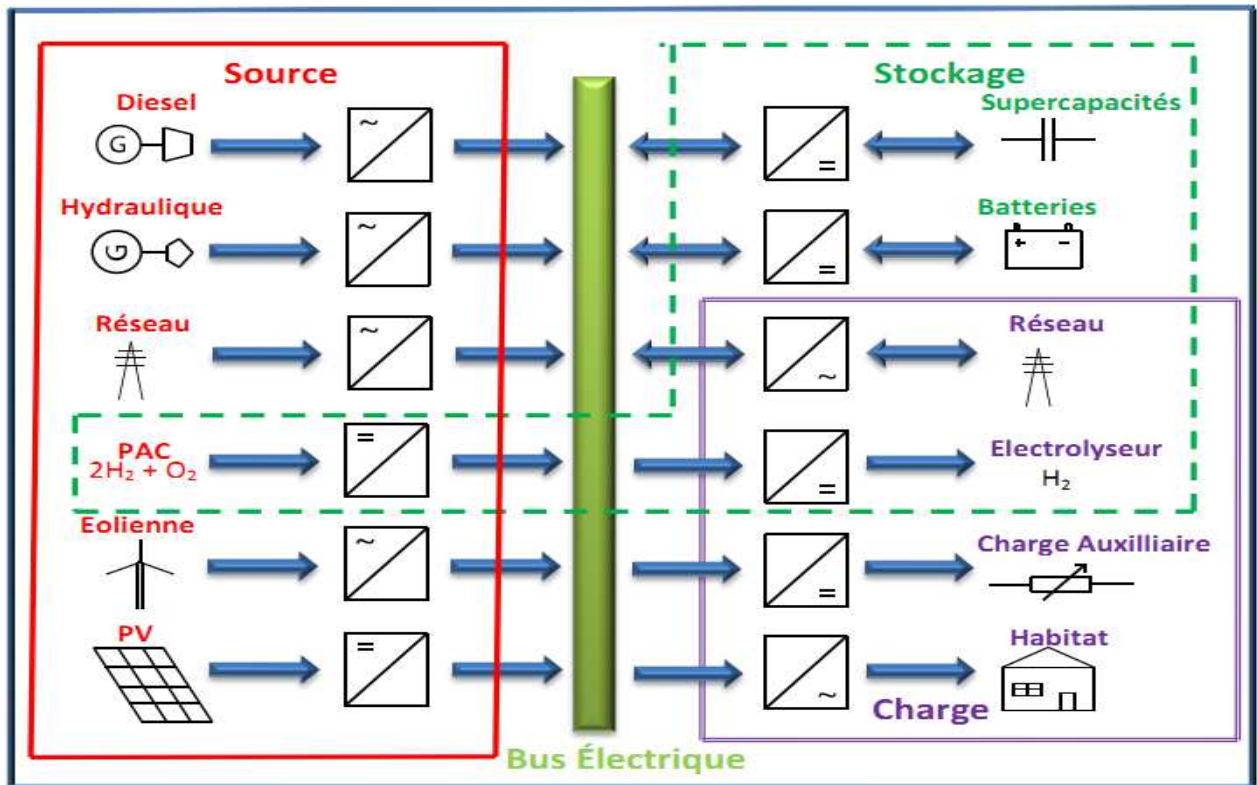 Source
Diesel
G
~
Hydraulique
G
~
Réseau
~
PAC
2H₂ + O₂
=
Eolienne
~
PV
=
Bus Électrique
Stockage
Supercapacités
=
Batteries
+ -
=
Réseau
~
Electrolyseur
H₂
=
Charge Auxilliaire
=
Habitat
~
Charge